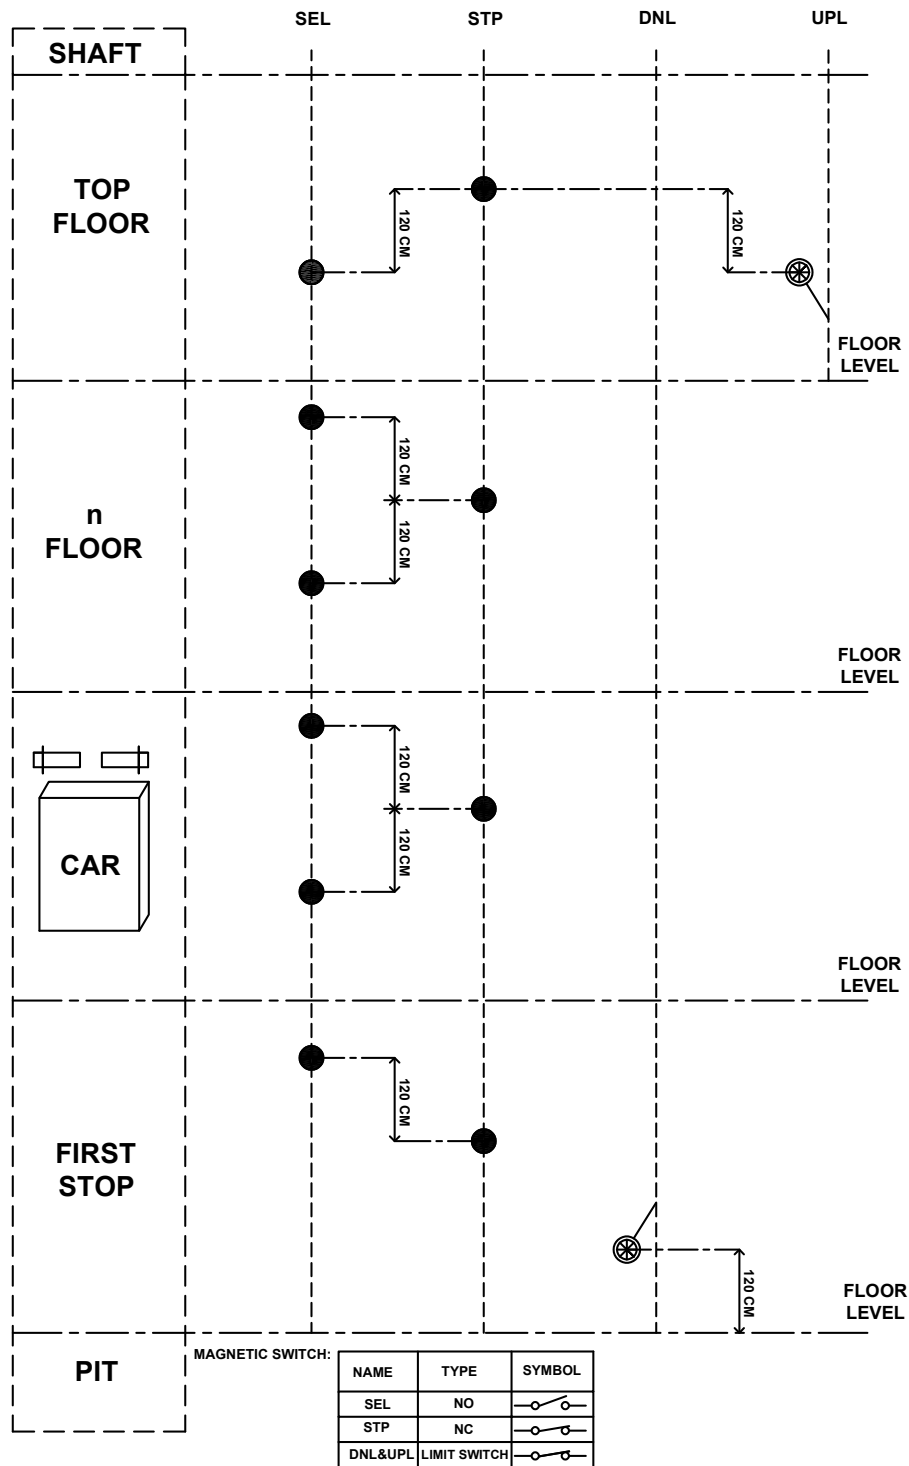 SEL STP DNL UPL
SHAFT
TOP
FLOOR
120 CM
120 CM
FLOOR
LEVEL
n
FLOOR
120 CM
120 CM
FLOOR
LEVEL
CAR
120 CM
120 CM
FLOOR
LEVEL
FIRST
STOP
120 CM
120 CM
FLOOR
LEVEL
PIT
MAGNETIC SWITCH:
NAME TYPE SYMBOL
SEL NO
STP NC
DNL&UPL LIMIT SWITCH